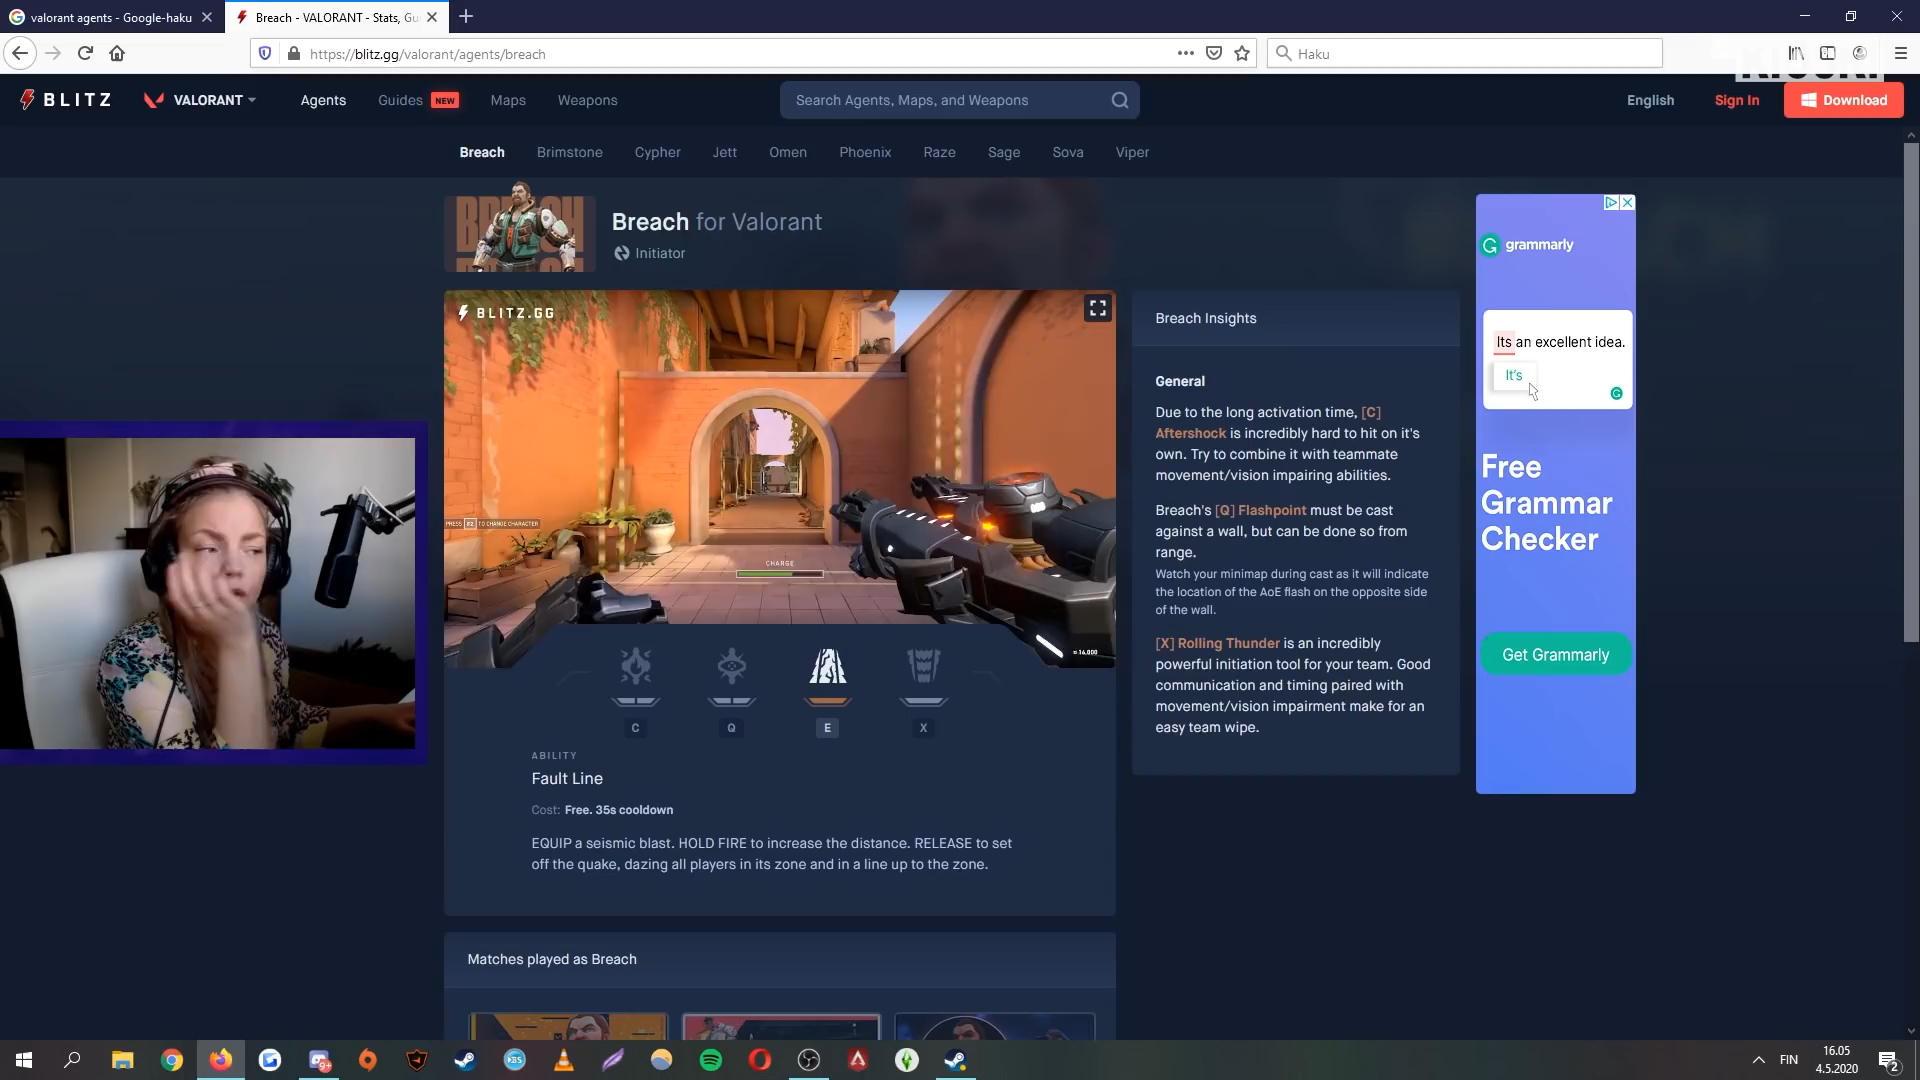 valorant agents - Google-haku
Breach - VALORANT - Stats, Gu
https://blitz.gg/valorant/agents/breach
Haku
BLITZ
VALORANT
Agents
Guides NEW
Maps
Weapons
Search Agents, Maps, and Weapons
English
Sign In
Download
Breach
Brimstone
Cypher
Jett
Omen
Phoenix
Raze
Sage
Sova
Viper
BREACH
Breach for Valorant
Initiator
BLITZ.GG
PRESS F2 TO CHANGE CHARACTER
CHARGE
14,000
C
Q
E
X
ABILITY
Fault Line
Cost: Free. 35s cooldown
EQUIP a seismic blast. HOLD FIRE to increase the distance. RELEASE to set
off the quake, dazing all players in its zone and in a line up to the zone.
Matches played as Breach
Breach Insights
General
Due to the long activation time, [C]
Aftershock is incredibly hard to hit on it's
own. Try to combine it with teammate
movement/vision impairing abilities.
Breach's [Q] Flashpoint must be cast
against a wall, but can be done so from
range.
Watch your minimap during cast as it will indicate
the location of the AoE flash on the opposite side
of the wall.
[X] Rolling Thunder is an incredibly
powerful initiation tool for your team. Good
communication and timing paired with
movement/vision impairment make for an
easy team wipe.
grammarly
Its an excellent idea.
It's
Free
Grammar
Checker
Get Grammarly
9+
FIN
16.05
4.5.2020
2